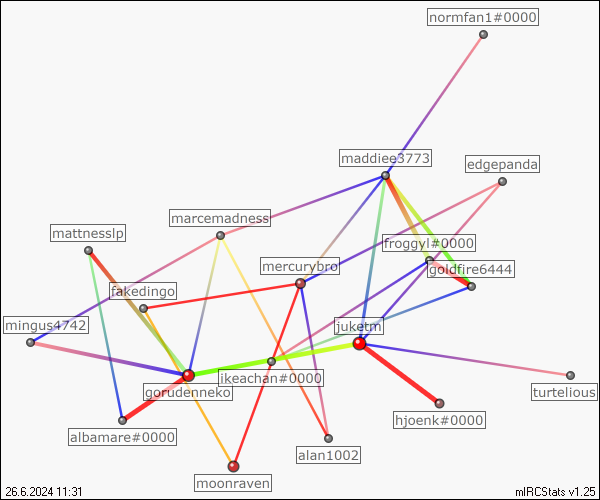 normfan1#0000
maddiee3773
edgepanda
marcemadness
mattnesslp
froggyl#0000
mercurybro
goldfire6444
fakedingo
mingus4742
juketm
ikeachan#0000
gorudenneko
turtelious
hjoenk#0000
albamare#0000
alan1002
moonraven
26.6.2024 11:31
mIRCStats v1.25